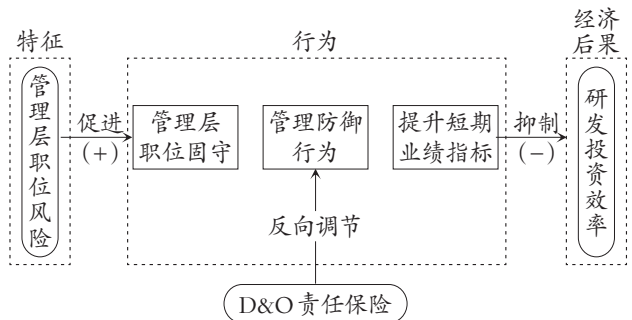 特征
行为
经济
后果
管理层职位风险
促进
(+)
管理层
职位固守
管理防御
行为
提升短期
业绩指标
抑制
(−)
研发投资效率
反向调节
D&O责任保险